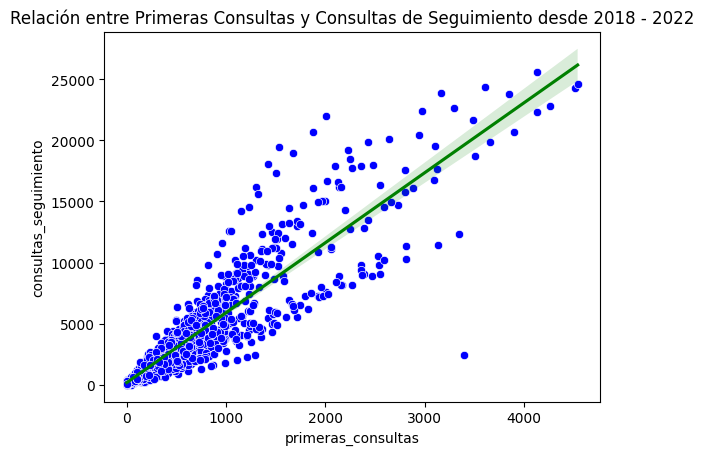 Relación entre Primeras Consultas y Consultas de Seguimiento desde 2018 - 2022
consultas_seguimiento
25000
20000
15000
10000
5000
0
0 1000 2000 3000 4000
primeras_consultas